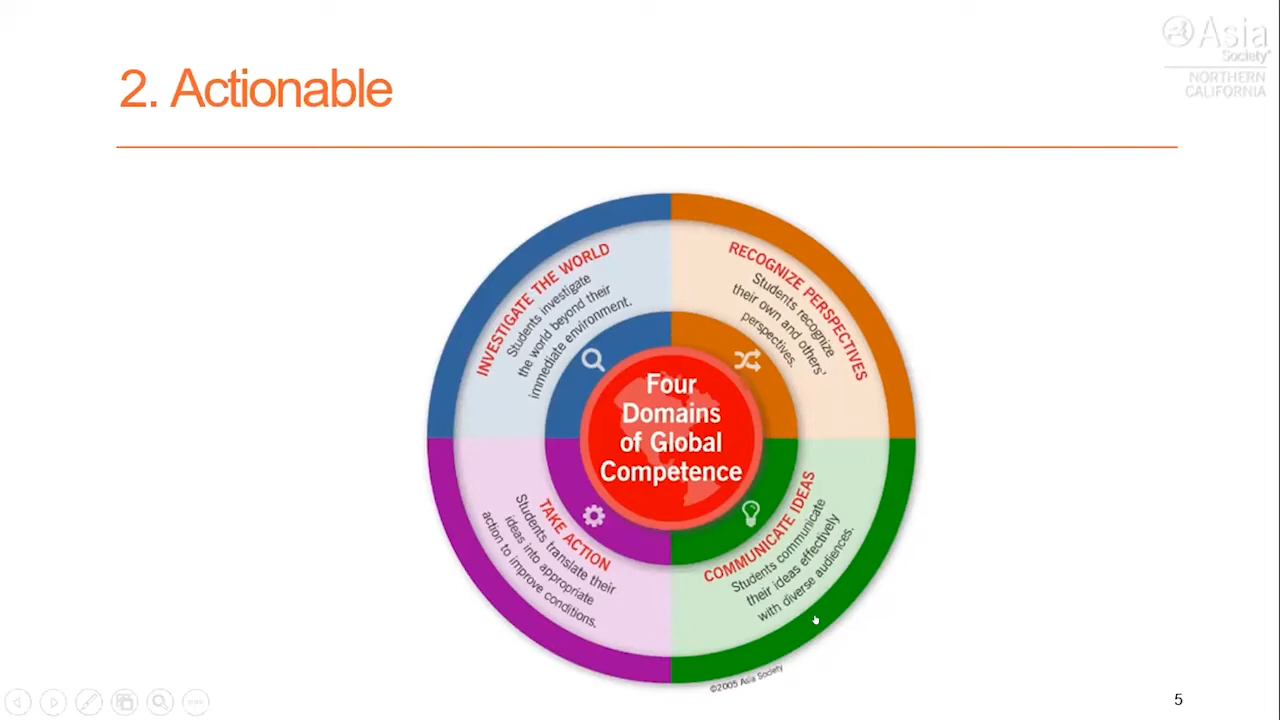 2. Actionable
Asia
Society
NORTHERN
CALIFORNIA
INVESTIGATE THE WORLD
Students investigate
the world beyond their
immediate environment.
RECOGNIZE PERSPECTIVES
Students recognize
their own and others'
perspectives.
Four
Domains
of Global
Competence
TAKE ACTION
Students translate their
ideas into appropriate
action to improve conditions.
COMMUNICATE IDEAS
Students communicate
their ideas effectively
with diverse audiences.
©2005 Asia Society
5